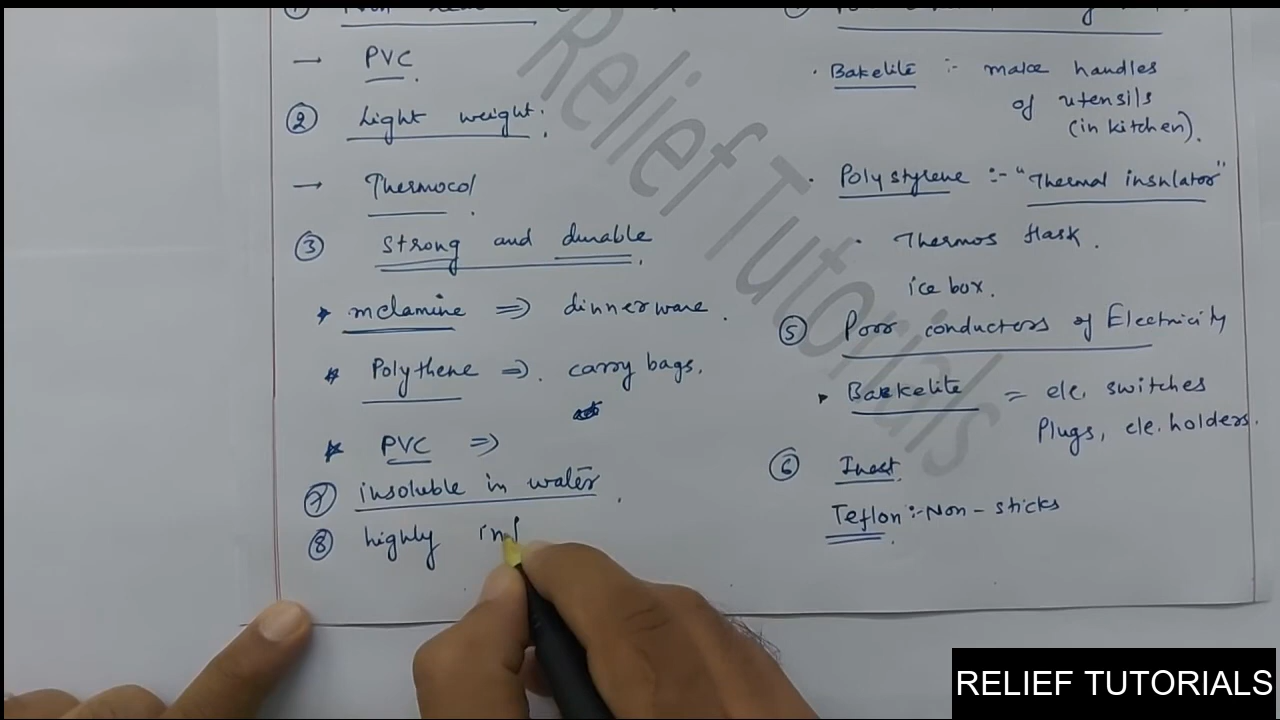 ①
→ PVC.
② Light weight.
→ Thermocol.
③ strong and durable.
* melamine ⇒ dinnerware.
* Polythene ⇒. carry bags.
* PVC ⇒
⑦ insoluble in water.
⑧ highly inf
. Bakelite :- make handles
of utensils
(in kitchen).
. Polystyrene :- "Thermal insulator"
. Thermos flask.
ice box.
⑤ Poor conductors of Electricity
Bakelite = ele. switches
Plugs, ele. holders.
⑥ Inert.
Teflon :- Non - sticks
Relief Tutorials
RELIEF TUTORIALS